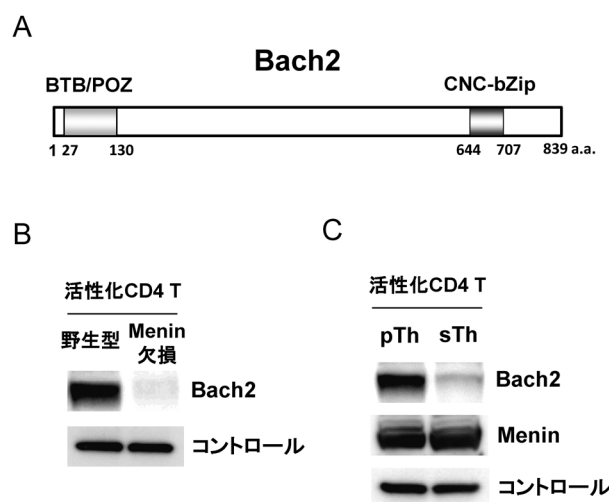 A
Bach2
BTB/POZ
CNC-bZip
1 27 130 644 707 839 a.a.
B
活性化CD4 T
野生型 Menin
欠損
Bach2
コントロール
C
活性化CD4 T
pTh sTh
Bach2
Menin
コントロール